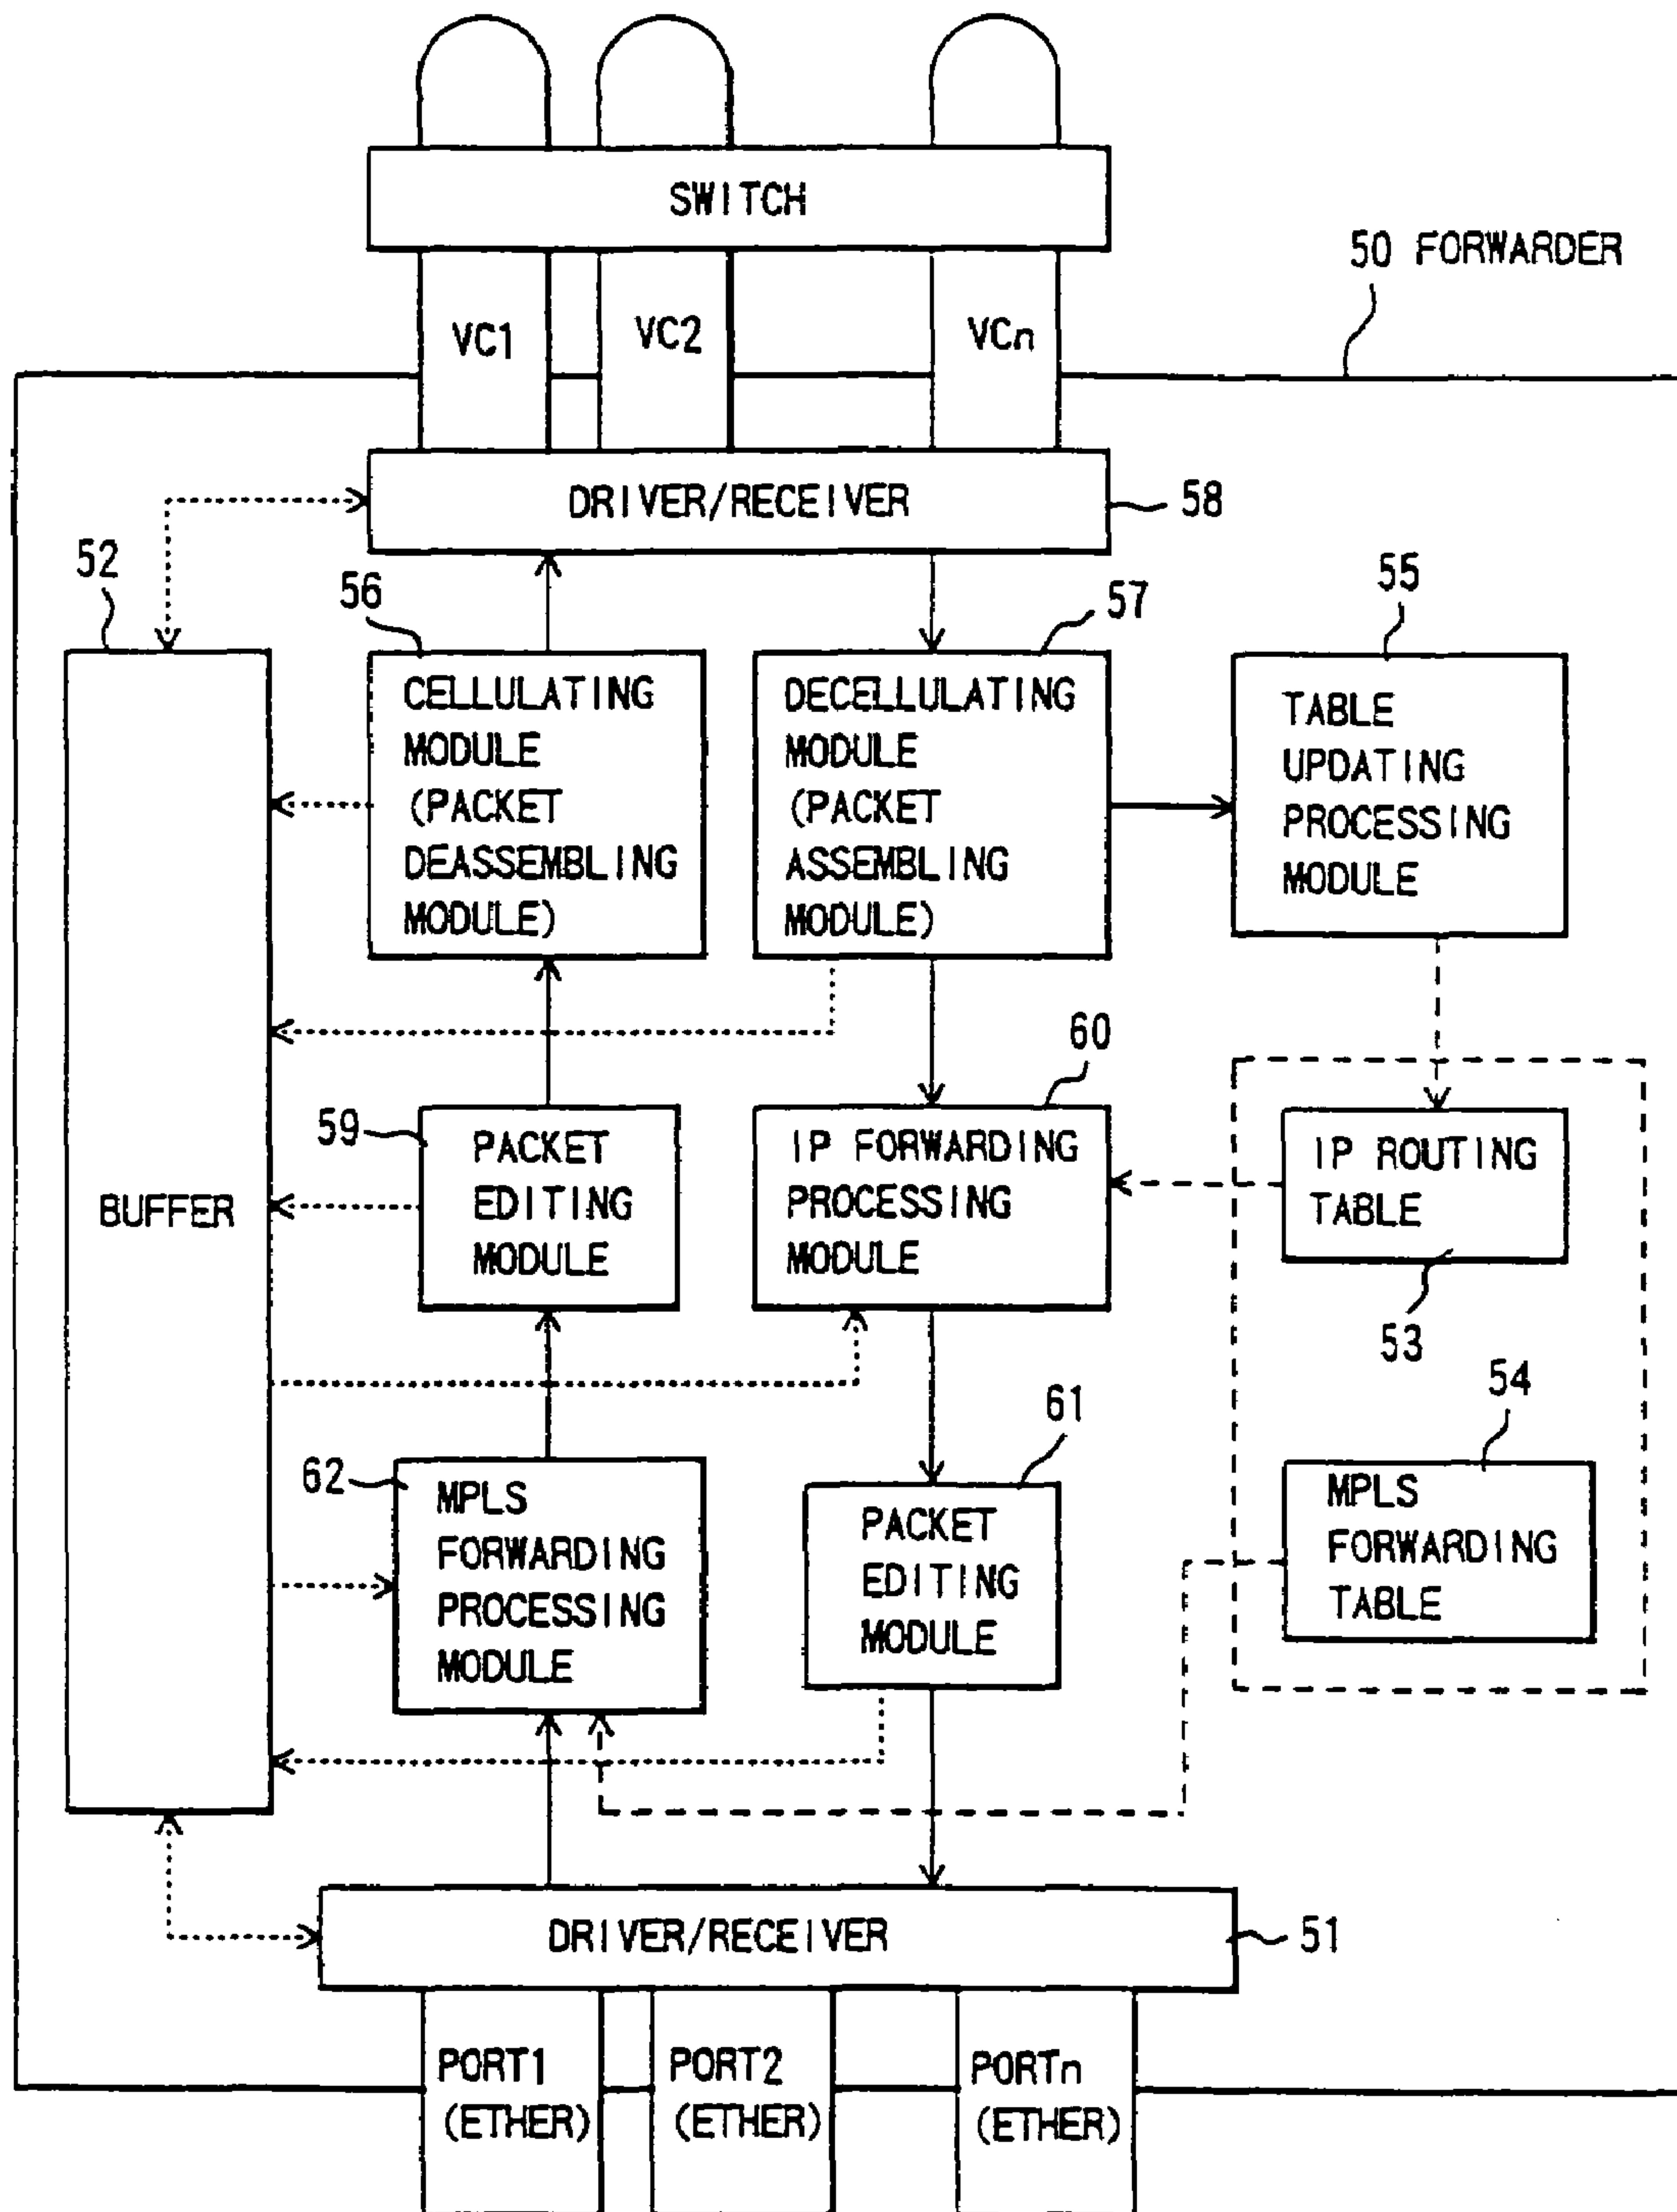 SWITCH
50 FORWARDER
VC1
VC2
VCn
DRIVER/RECEIVER
58
52
56
57
55
CELLULATING
MODULE
(PACKET
DEASSEMBLING
MODULE)
DECELLULATING
MODULE
(PACKET
ASSEMBLING
MODULE)
TABLE
UPDATING
PROCESSING
MODULE
BUFFER
59
PACKET
EDITING
MODULE
60
IP FORWARDING
PROCESSING
MODULE
IP ROUTING
TABLE
53
62
MPLS
FORWARDING
PROCESSING
MODULE
61
PACKET
EDITING
MODULE
54
MPLS
FORWARDING
TABLE
DRIVER/RECEIVER
51
PORT1
(ETHER)
PORT2
(ETHER)
PORTn
(ETHER)